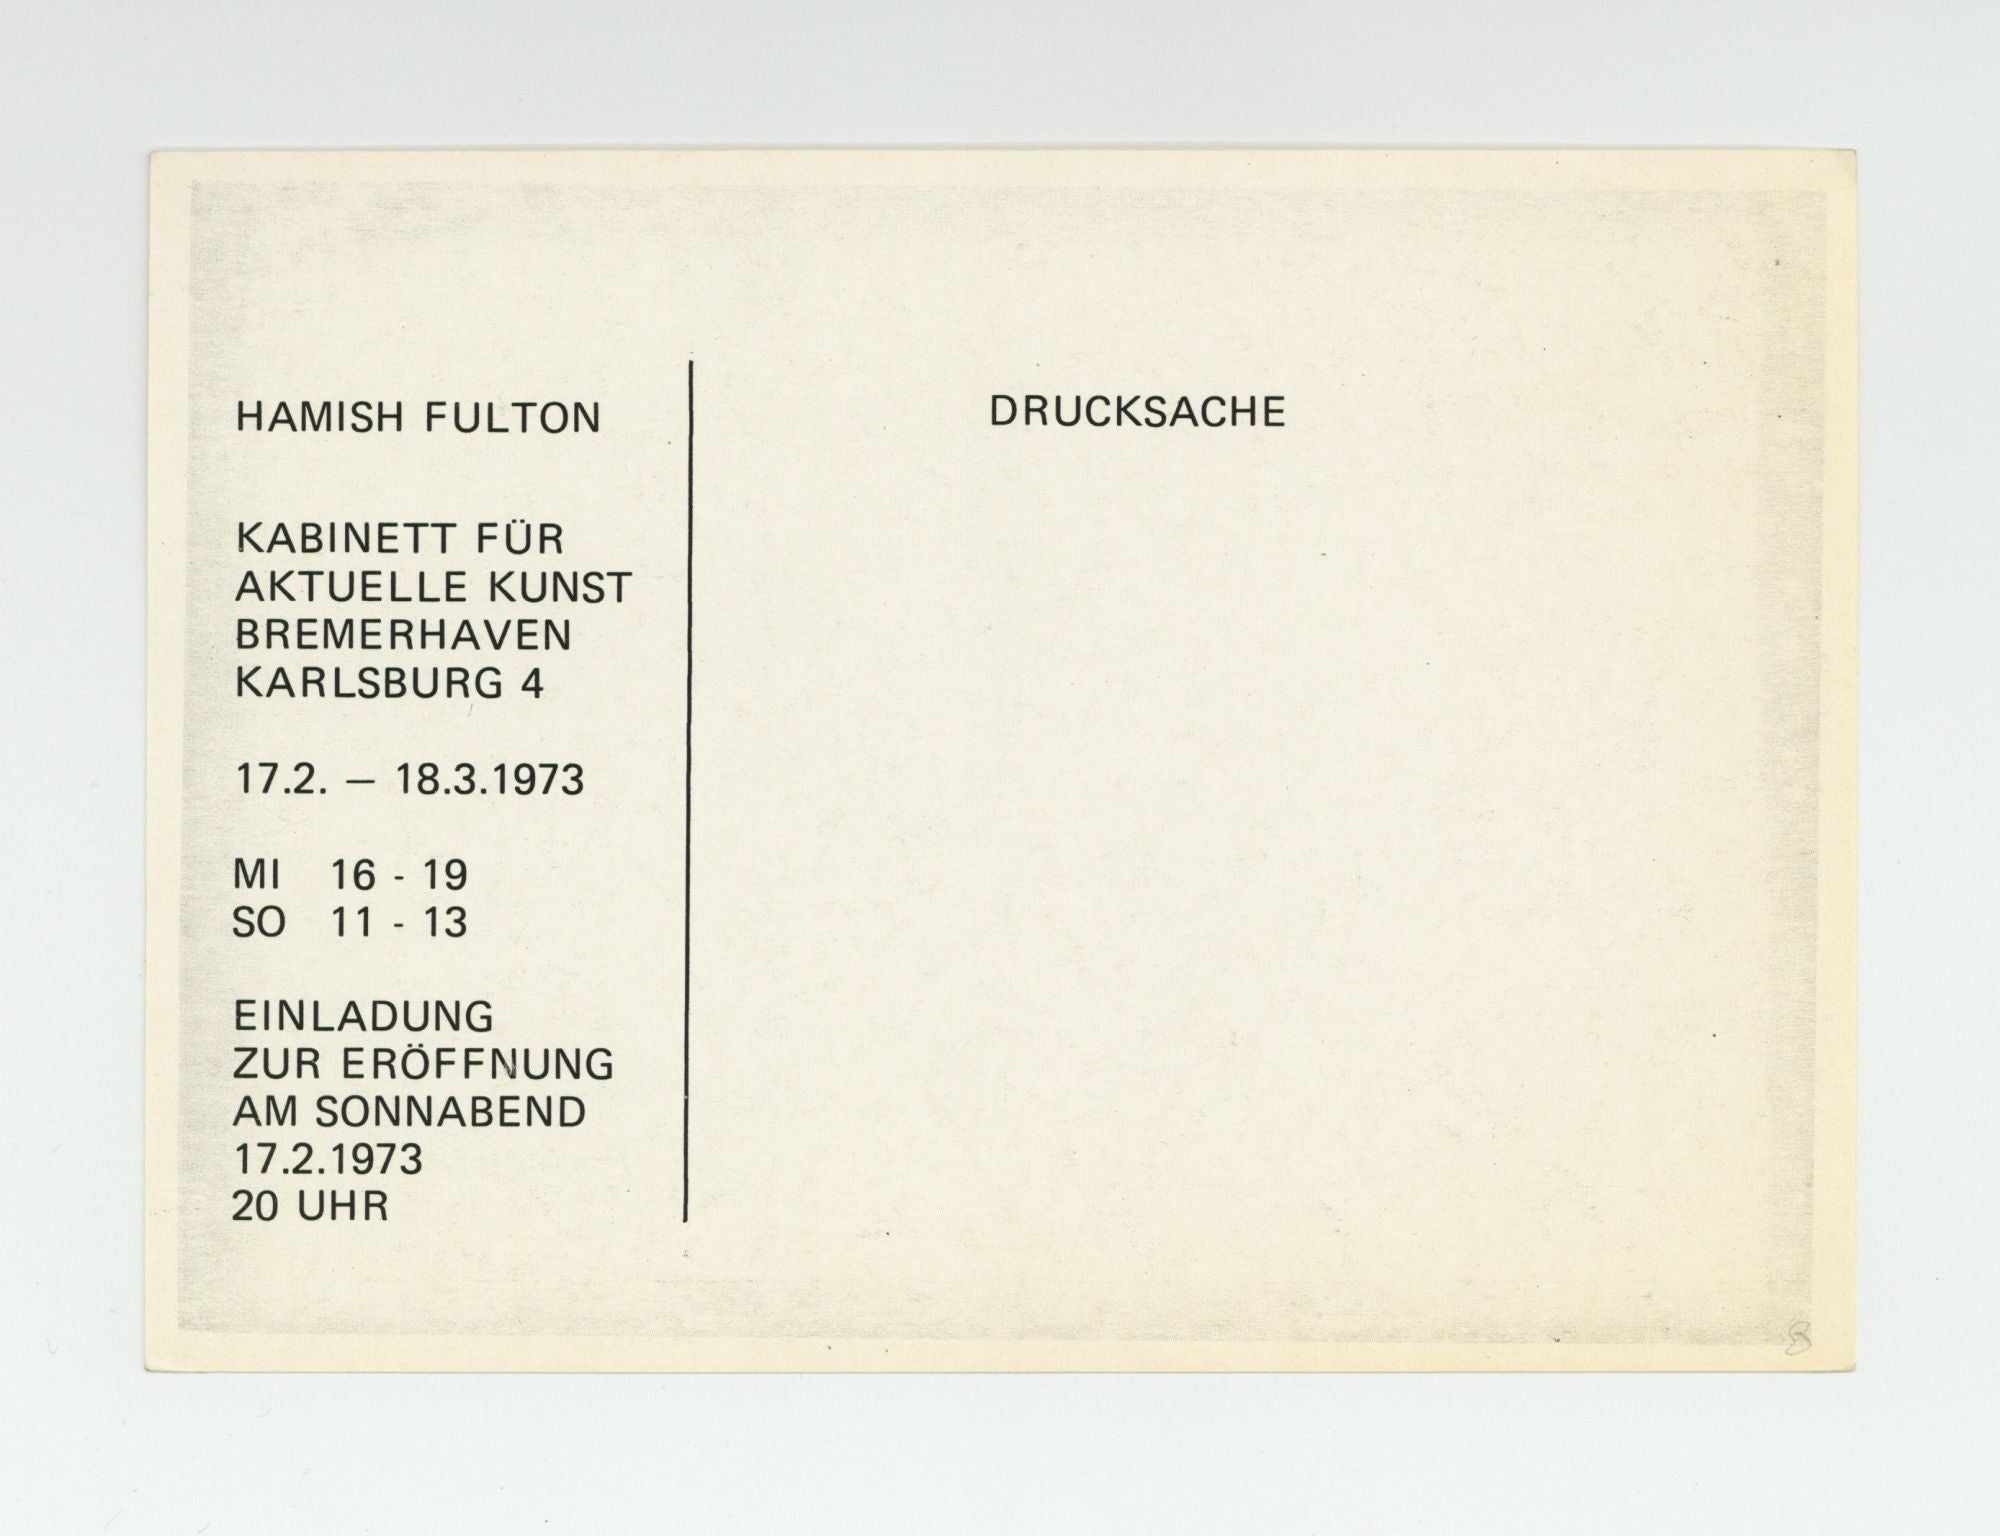 HAMISH FULTON
KABINETT FÜR
AKTUELLE KUNST
BREMERHAVEN
KARLSBURG 4
17.2. — 18.3.1973
MI 16 - 19
SO 11 - 13
EINLADUNG
ZUR ERÖFFNUNG
AM SONNABEND
17.2.1973
20 UHR
DRUCKSACHE